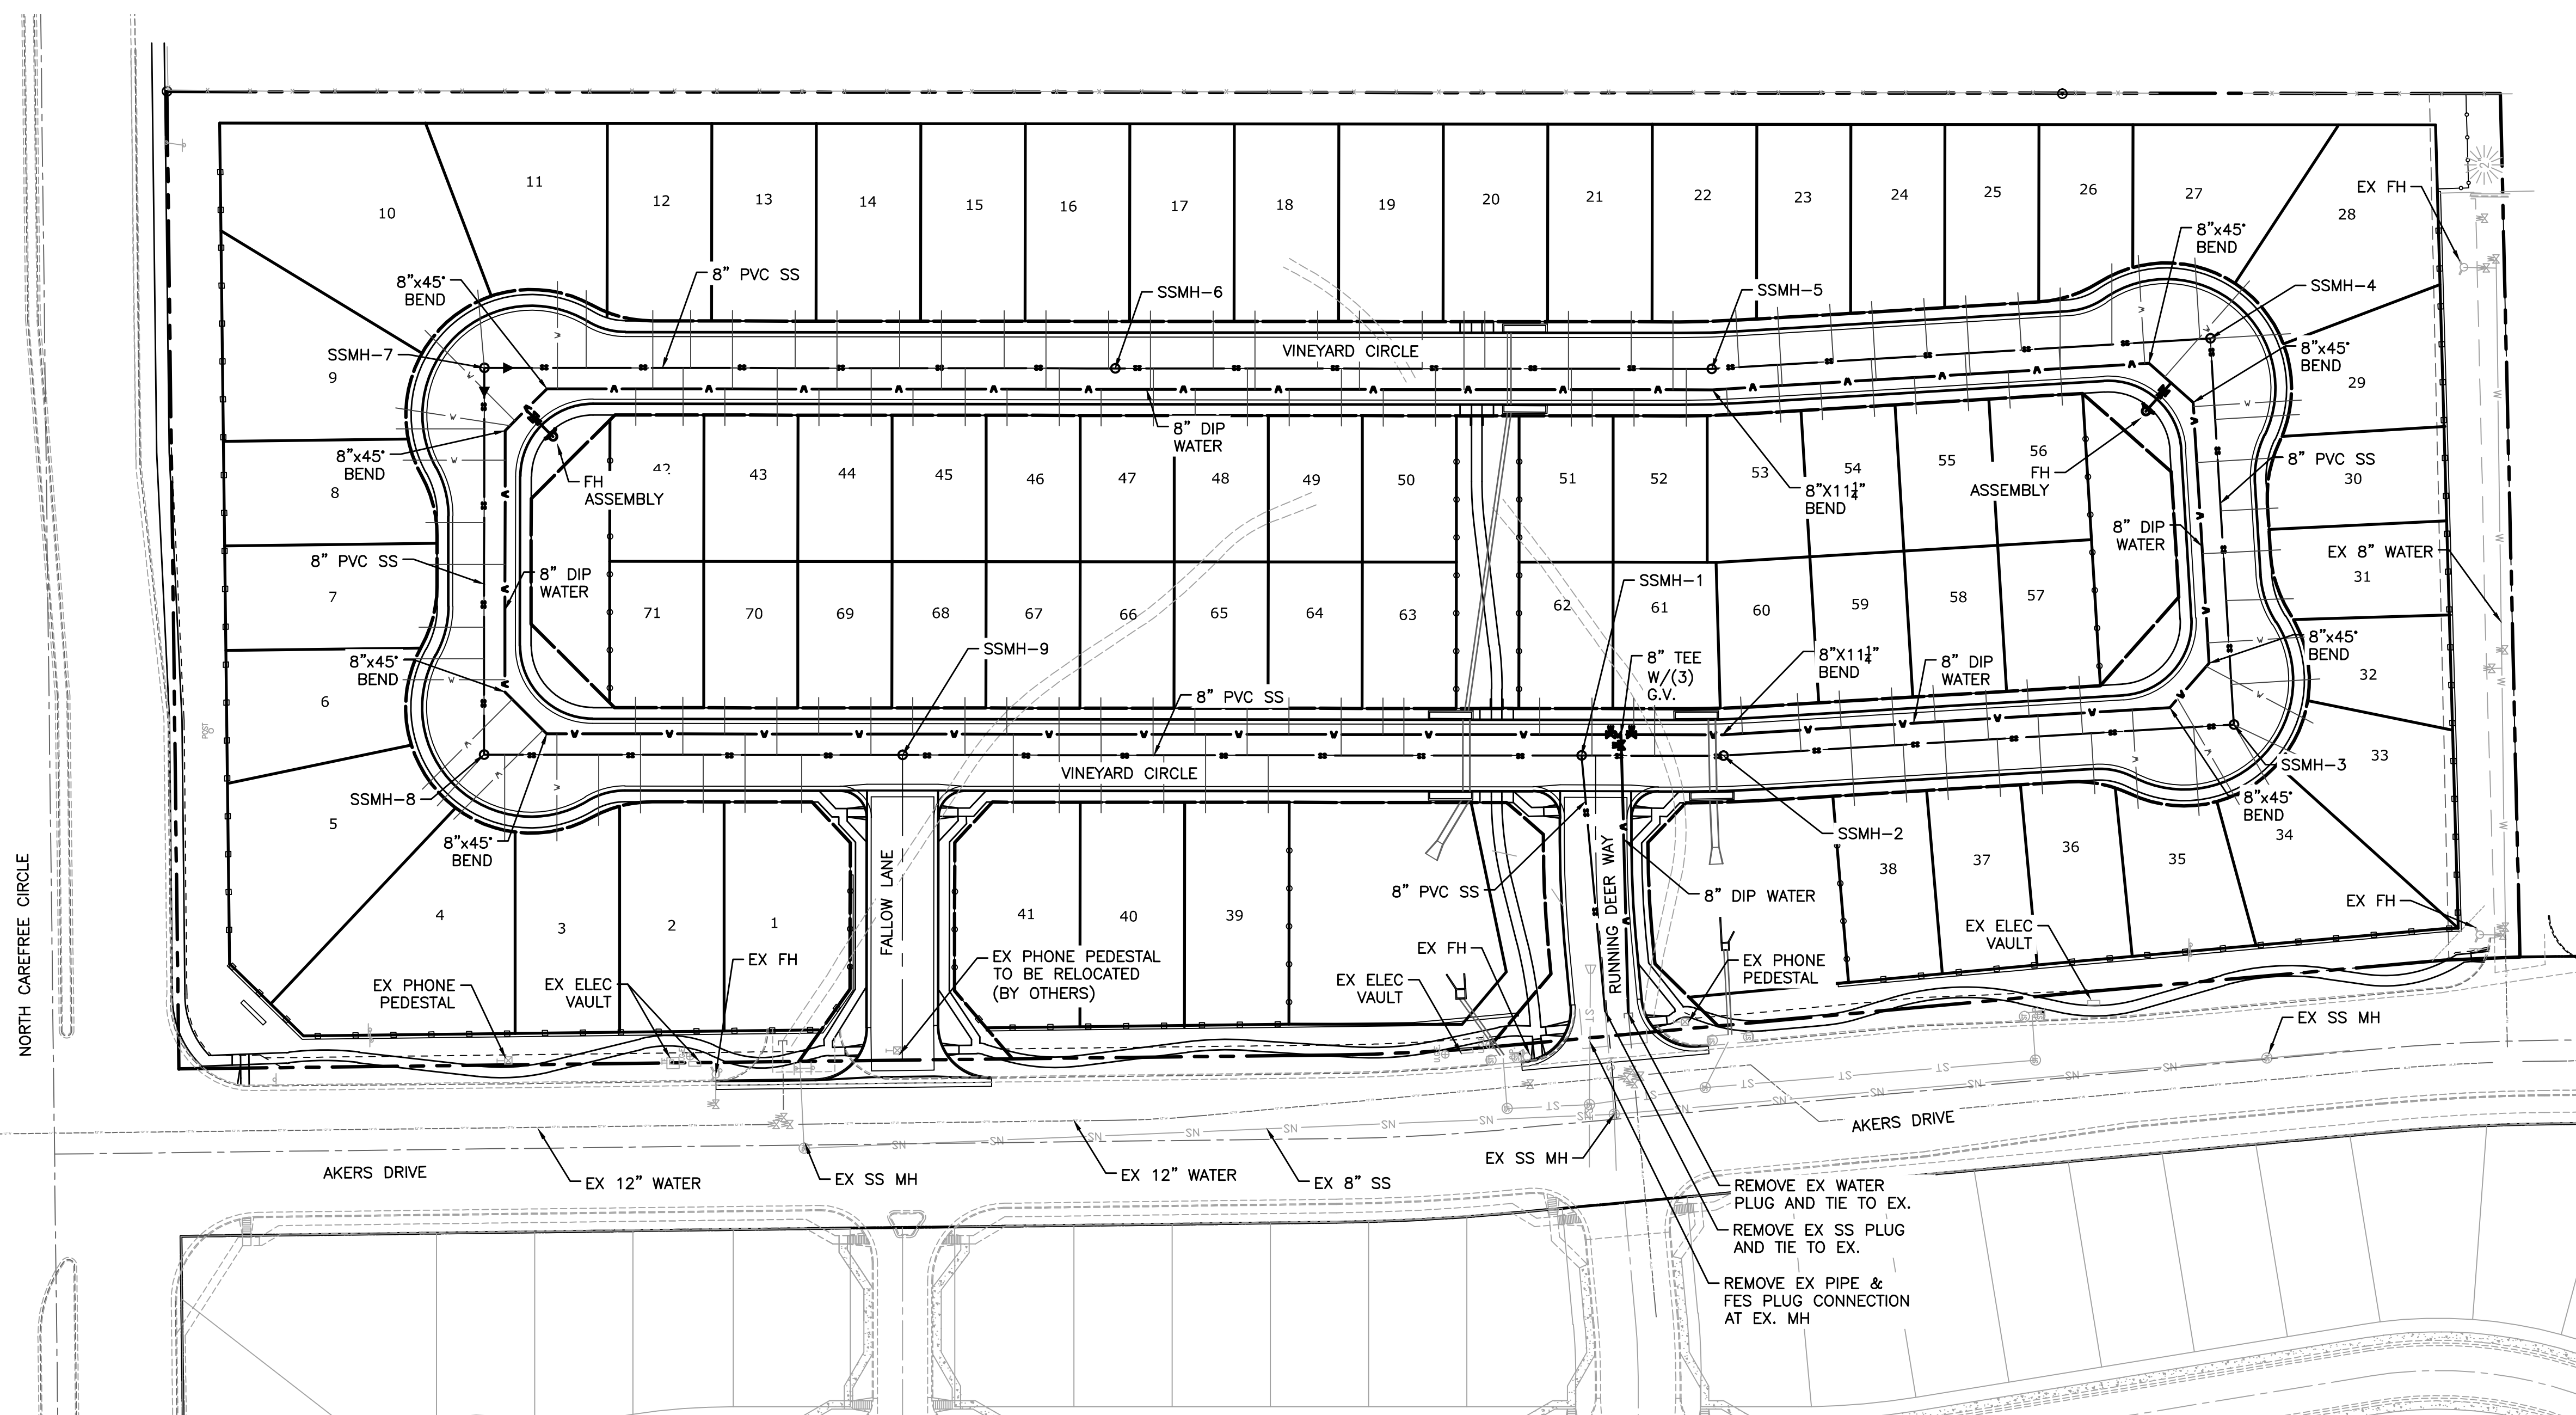 11
10
12
13
14
15
16
17
18
19
20
21
22
23
24
25
26
27
28
EX FH
8"x45°
BEND
8"x45°
BEND
8" PVC SS
SSMH-6
SSMH-5
SSMH-4
SSMH-7
9
VINEYARD CIRCLE
8"x45°
BEND
29
8" DIP
WATER
8"x45°
BEND
FH
ASSEMBLY
8
42
43
44
45
46
47
48
49
50
51
52
53
54
55
56
FH
ASSEMBLY
8"X11¼"
BEND
8" PVC SS
30
8" DIP
WATER
EX 8" WATER
31
8" PVC SS
8" DIP
WATER
7
71
70
69
68
67
66
65
64
63
62
61
60
59
58
57
SSMH-1
SSMH-9
8" TEE
W/(3)
G.V.
8"X11¼"
BEND
8" DIP
WATER
8"x45°
BEND
32
8"x45°
BEND
6
POST
8" PVC SS
VINEYARD CIRCLE
33
SSMH-3
SSMH-8
5
8"x45°
BEND
8"x45°
BEND
34
SSMH-2
35
36
37
38
8" PVC SS
8" DIP WATER
RUNNING DEER WAY
FALLOW LANE
NORTH CAREFREE CIRCLE
4
3
2
1
41
40
39
EX FH
EX ELEC
VAULT
EX FH
EX PHONE
PEDESTAL
EX ELEC
VAULT
EX FH
EX PHONE PEDESTAL
TO BE RELOCATED
(BY OTHERS)
EX ELEC
VAULT
EX PHONE
PEDESTAL
EX SS MH
AKERS DRIVE
AKERS DRIVE
EX 12" WATER
EX SS MH
EX 12" WATER
EX 8" SS
EX SS MH
REMOVE EX WATER
PLUG AND TIE TO EX.
REMOVE EX SS PLUG
AND TIE TO EX.
REMOVE EX PIPE &
FES PLUG CONNECTION
AT EX. MH